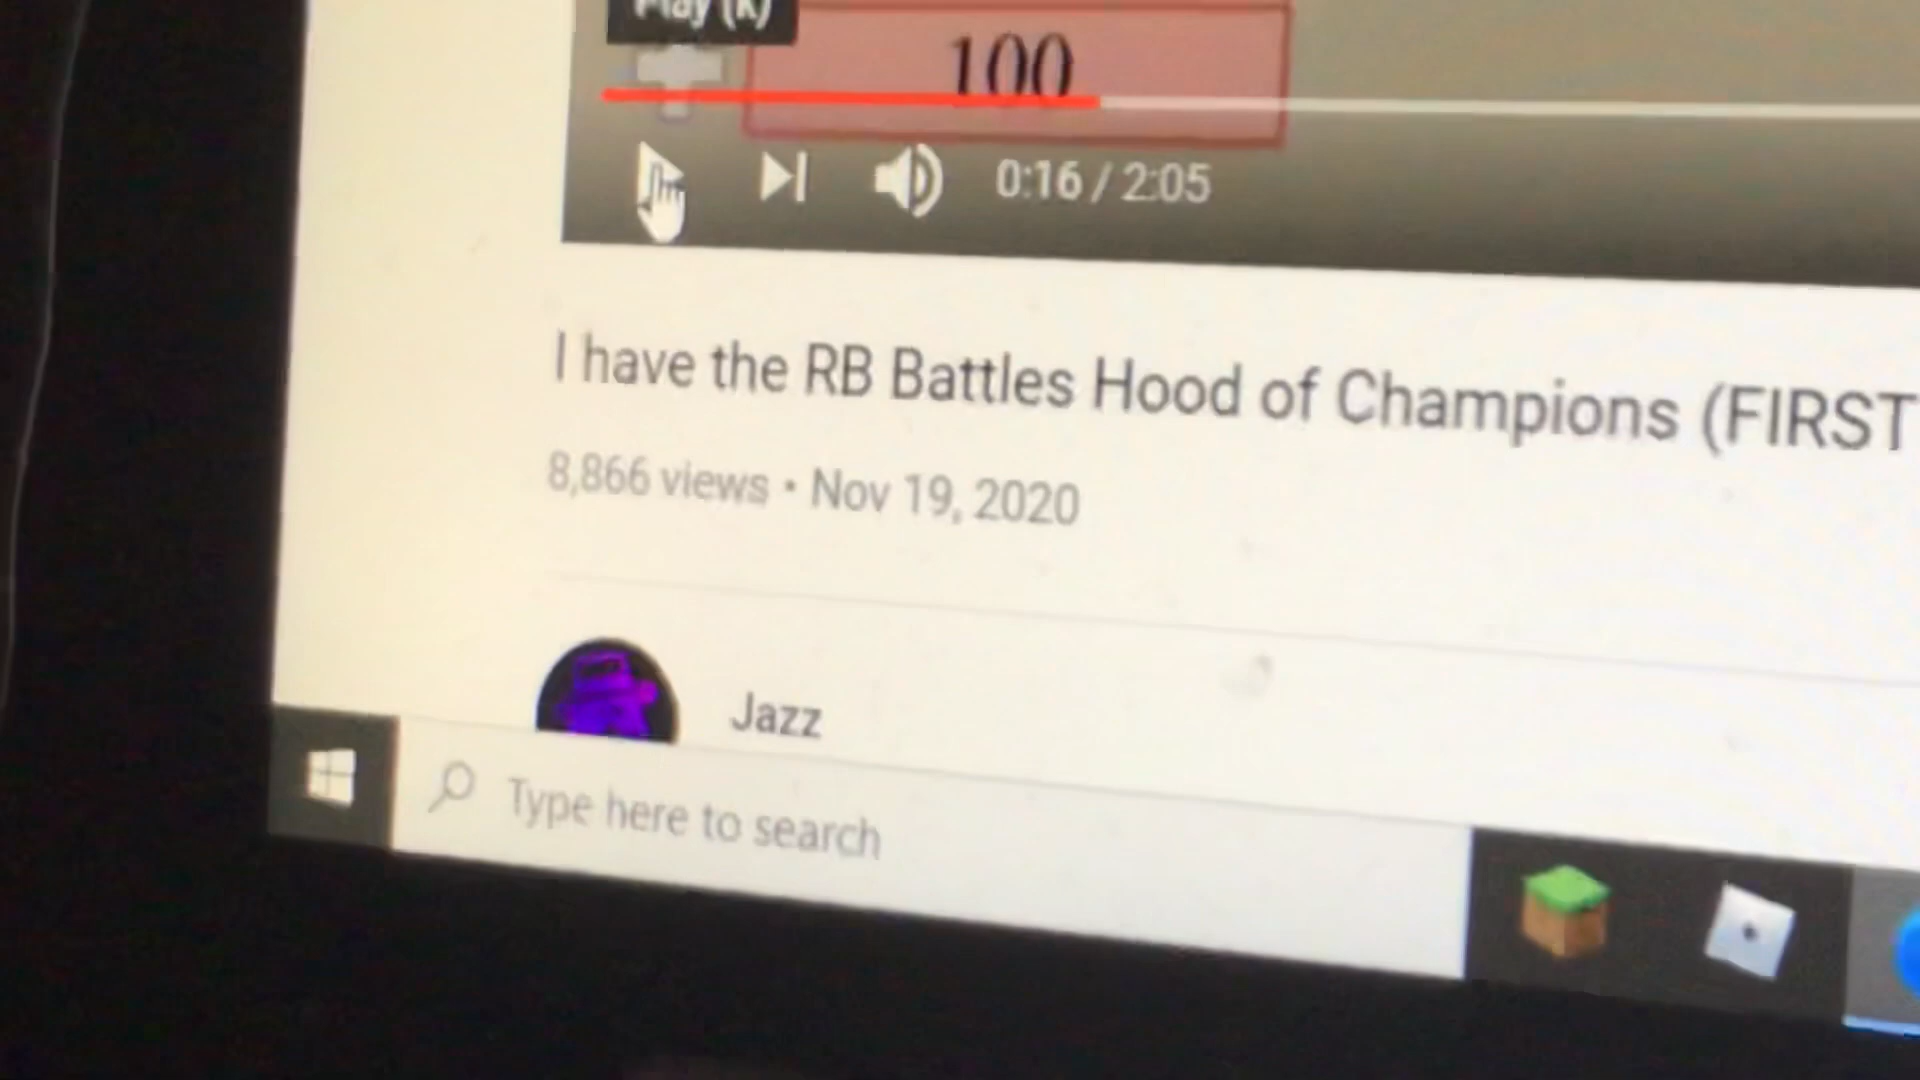 Play (k)
100
0:16 / 2:05
I have the RB Battles Hood of Champions (FIRST
8,866 views • Nov 19, 2020
Jazz
Type here to search